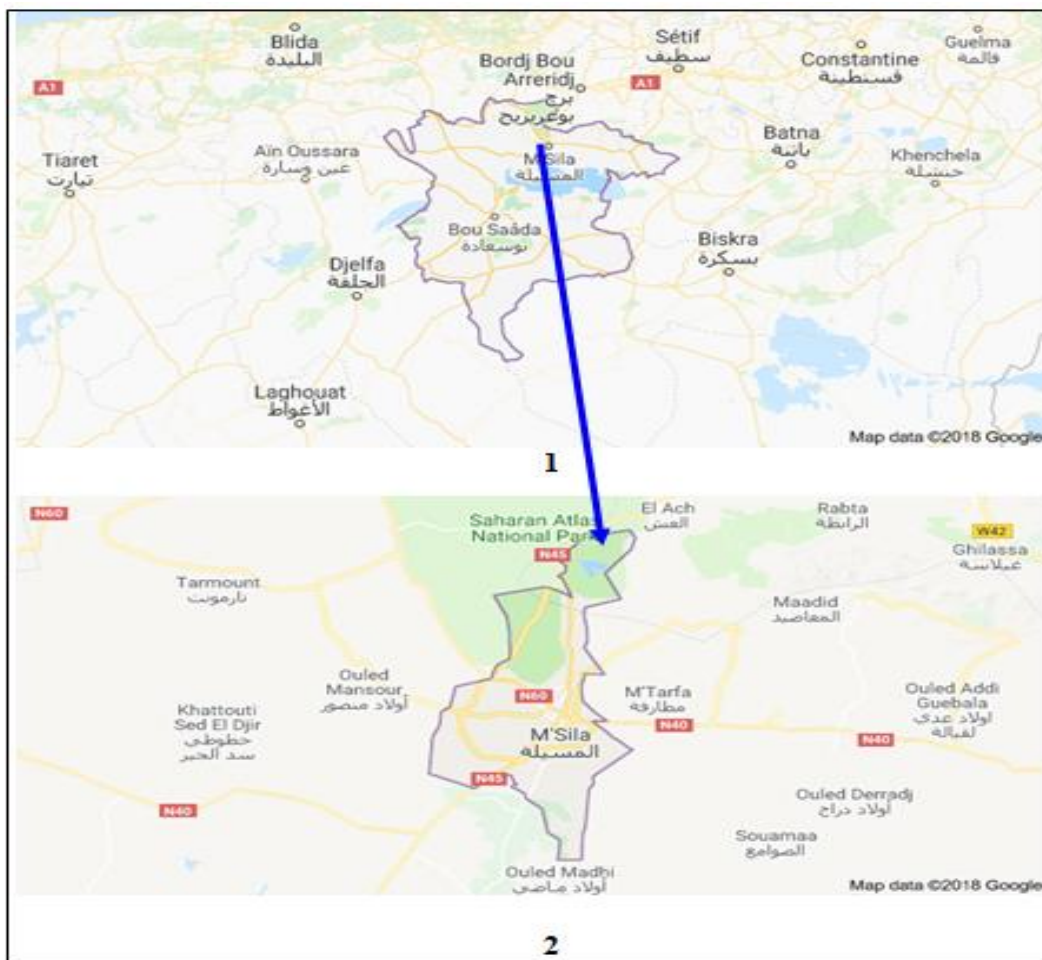 Blida
البليدة
Sétif
سطيف
Guelma
قالمة
Constantine
قسنطينة
Bordj Bou
Arreridj
برج
بوعريريج
A1
A1
Tiaret
تيارت
Aïn Oussara
عين وسارة
M'Sila
المسيلة
Batna
باتنة
Khenchela
خنشلة
Bou Saâda
بوسعادة
Biskra
بسكرة
Djelfa
الجلفة
Laghouat
الأغواط
Map data ©2018 Google
1
N60
Saharan Atlas
National Park
N45
El Ach
العش
Rabta
الرابطة
W42
Ghilassa
غيلاسة
Tarmount
تارمونت
Maadid
المعاضيد
Ouled
Mansour
أولاد منصور
N60
M'Tarfa
مطارفة
Ouled Addi
Guebala
اولاد عدي
لقبالة
Khattouti
Sed El Djir
خطوطي
سد الجير
M'Sila
المسيلة
N40
N40
N45
N40
Ouled Derradj
أولاد دراج
Souamaa
الصوامع
Ouled Madhi
أولاد ماضي
Map data ©2018 Google
2